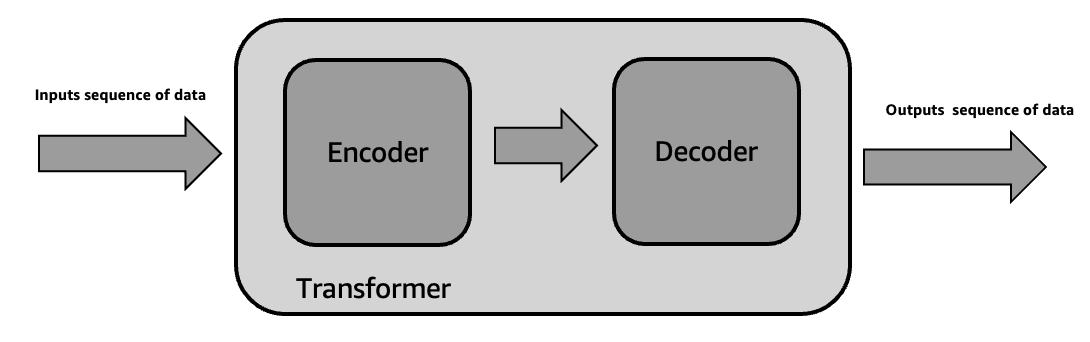 Inputs sequence of data
Encoder
Decoder
Outputs  sequence of data
Transformer